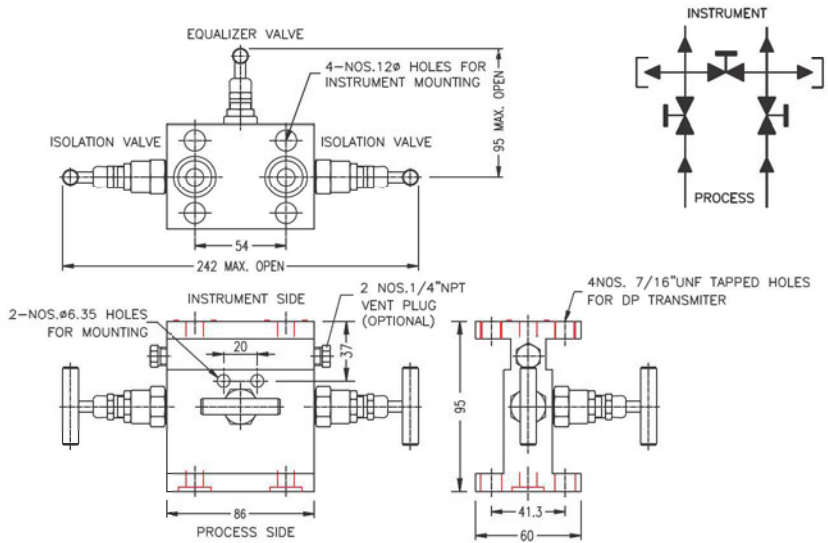 EQUALIZER VALVE
4-NOS.12ø HOLES FOR
INSTRUMENT MOUNTING
ISOLATION VALVE
ISOLATION VALVE
95 MAX. OPEN
54
242 MAX. OPEN
INSTRUMENT
PROCESS
INSTRUMENT SIDE
2-NOS.ø6.35 HOLES
FOR MOUNTING
2 NOS.1/4"NPT
VENT PLUG
(OPTIONAL)
20
37
86
PROCESS SIDE
4NOS. 7/16"UNF TAPPED HOLES
FOR DP TRANSMITER
95
41.3
60